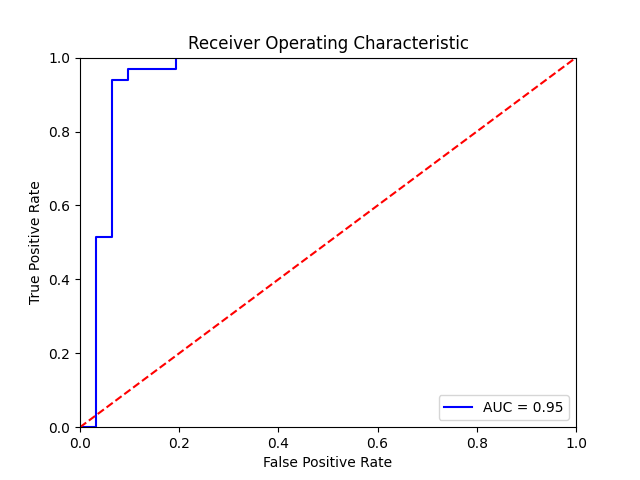 Receiver Operating Characteristic
True Positive Rate
1.0
0.8
0.6
0.4
0.2
0.0
AUC = 0.95
0.0 0.2 0.4 0.6 0.8 1.0
False Positive Rate